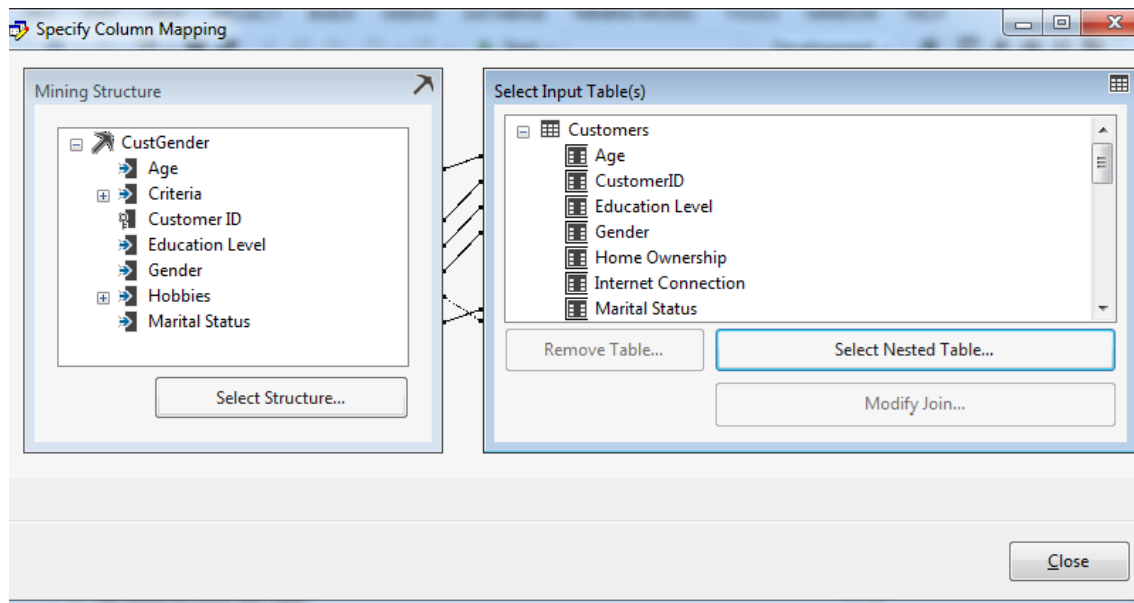 Specify Column Mapping
Mining Structure
CustGender
Age
Criteria
Customer ID
Education Level
Gender
Hobbies
Marital Status
Select Structure...
Select Input Table(s)
Customers
Age
CustomerID
Education Level
Gender
Home Ownership
Internet Connection
Marital Status
Remove Table...
Select Nested Table...
Modify Join...
Close